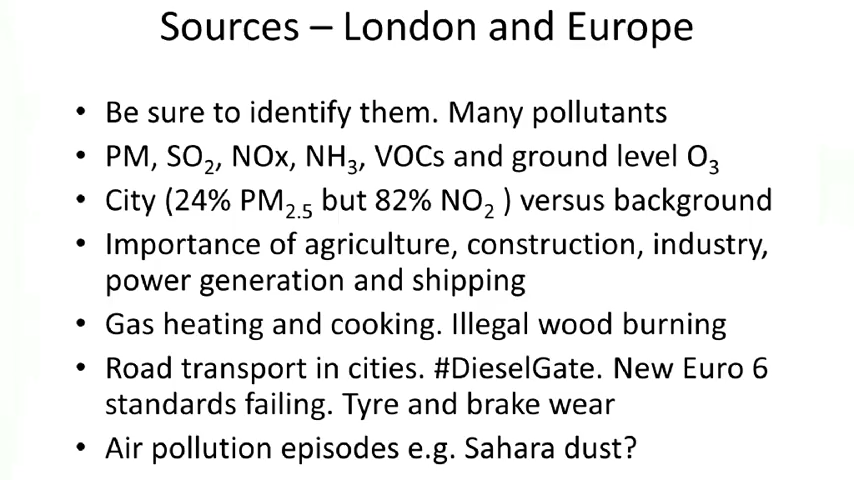 Sources – London and Europe
• Be sure to identify them. Many pollutants
• PM, SO₂, NOx, NH₃, VOCs and ground level O₃
• City (24% PM₂.₅ but 82% NO₂ ) versus background
• Importance of agriculture, construction, industry,
power generation and shipping
• Gas heating and cooking. Illegal wood burning
• Road transport in cities. #DieselGate. New Euro 6
standards failing. Tyre and brake wear
• Air pollution episodes e.g. Sahara dust?